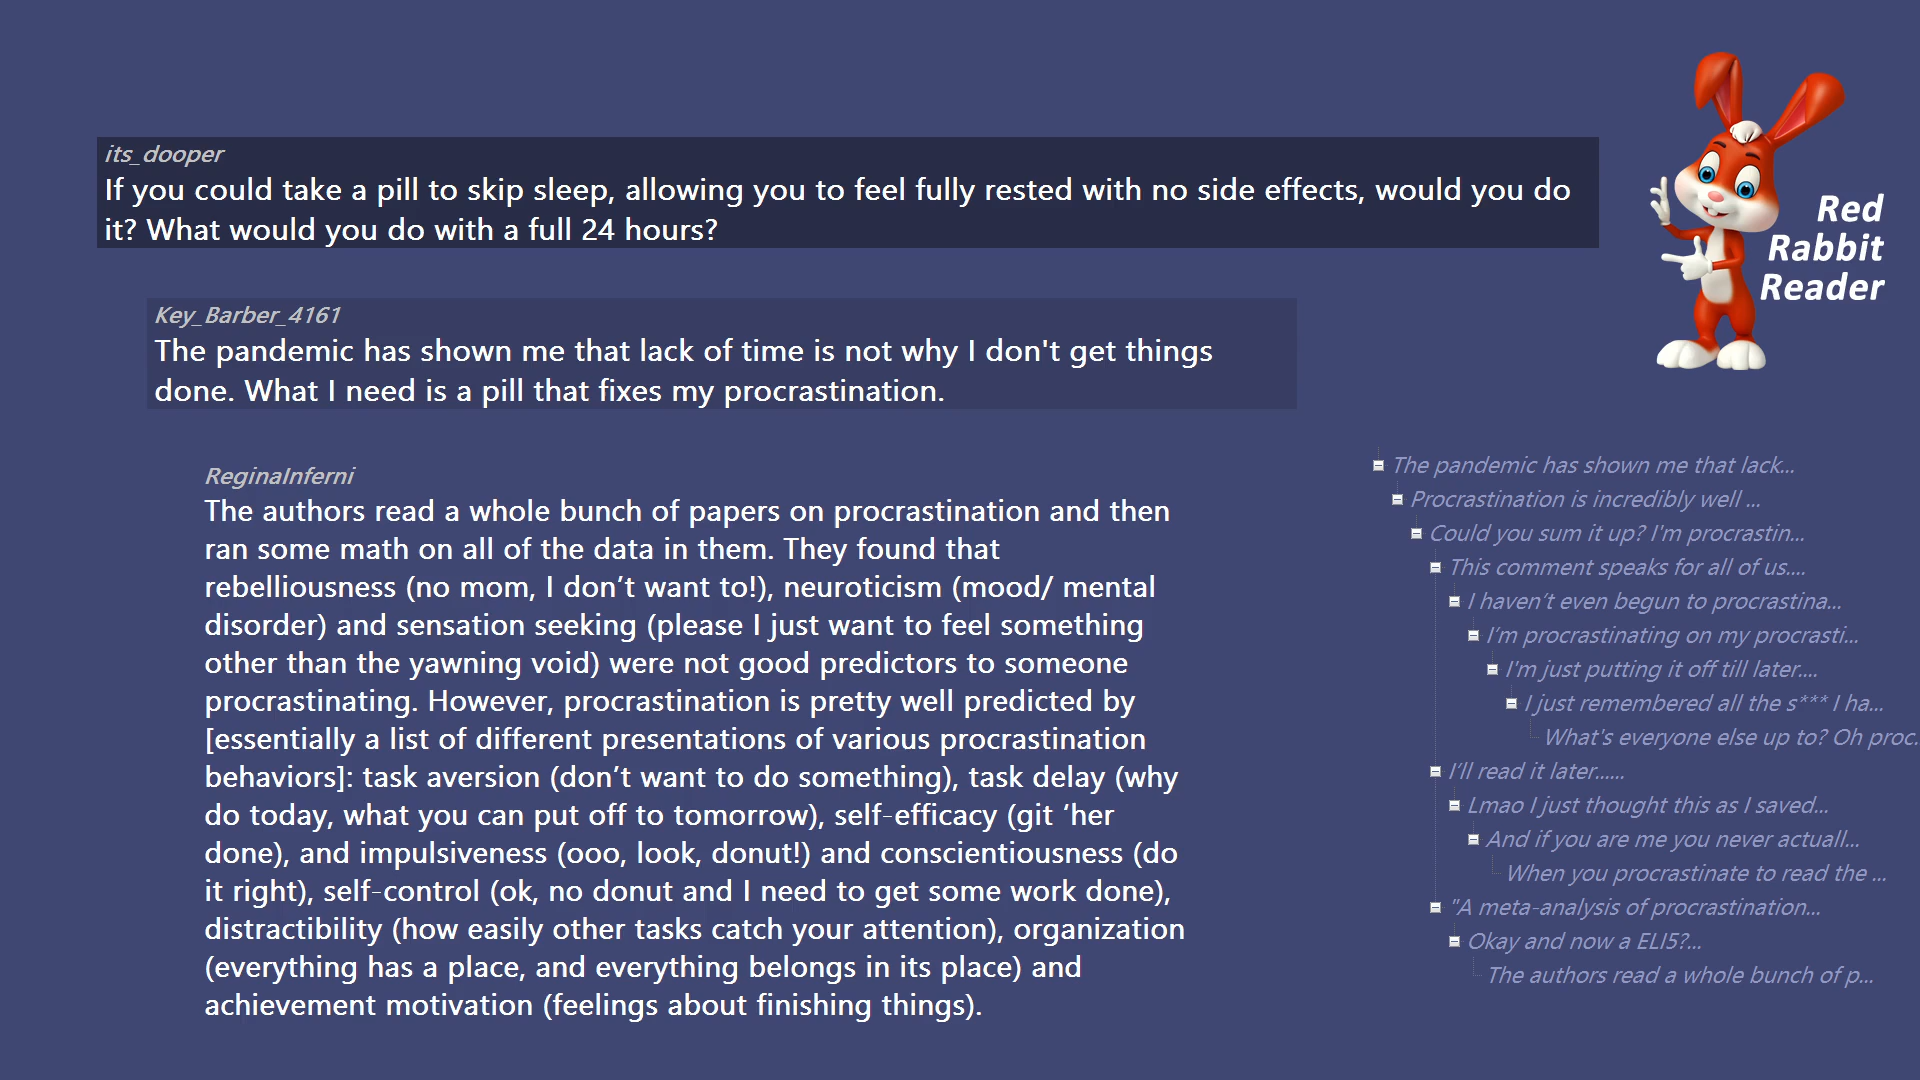 its_dooper
If you could take a pill to skip sleep, allowing you to feel fully rested with no side effects, would you do
it? What would you do with a full 24 hours?
Red
Rabbit
Reader
Key_Barber_4161
The pandemic has shown me that lack of time is not why I don't get things
done. What I need is a pill that fixes my procrastination.
ReginaInferni
The authors read a whole bunch of papers on procrastination and then
ran some math on all of the data in them. They found that
rebelliousness (no mom, I don’t want to!), neuroticism (mood/ mental
disorder) and sensation seeking (please I just want to feel something
other than the yawning void) were not good predictors to someone
procrastinating. However, procrastination is pretty well predicted by
[essentially a list of different presentations of various procrastination
behaviors]: task aversion (don’t want to do something), task delay (why
do today, what you can put off to tomorrow), self-efficacy (git ‘her
done), and impulsiveness (ooo, look, donut!) and conscientiousness (do
it right), self-control (ok, no donut and I need to get some work done),
distractibility (how easily other tasks catch your attention), organization
(everything has a place, and everything belongs in its place) and
achievement motivation (feelings about finishing things).
The pandemic has shown me that lack...
Procrastination is incredibly well ...
Could you sum it up? I'm procrastin...
This comment speaks for all of us....
I haven’t even begun to procrastina...
I’m procrastinating on my procrasti...
I'm just putting it off till later....
I just remembered all the s*** I ha...
What's everyone else up to? Oh proc.
I’ll read it later......
Lmao I just thought this as I saved...
And if you are me you never actuall...
When you procrastinate to read the ...
"A meta-analysis of procrastination...
Okay and now a ELI5?...
The authors read a whole bunch of p...